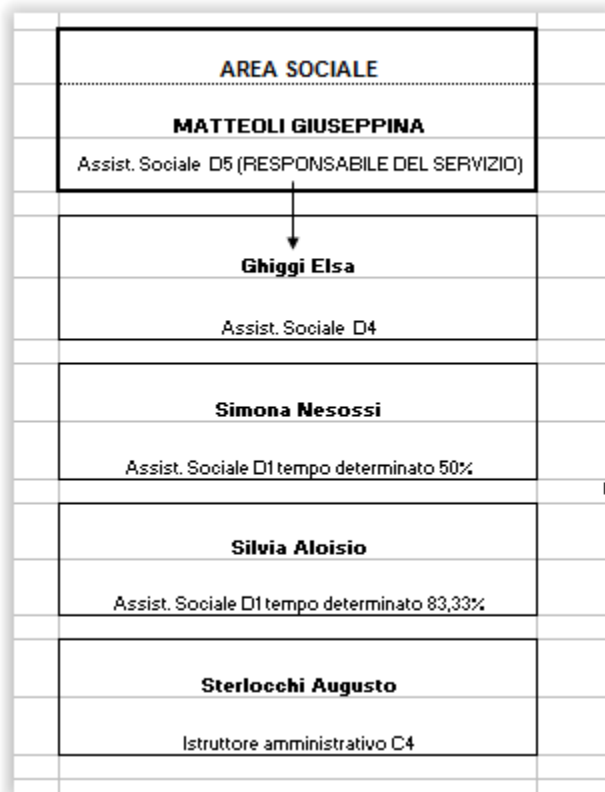 AREA SOCIALE
MATTEOLI GIUSEPPINA
Assist. Sociale D5 (RESPONSABILE DEL SERVIZIO)
Ghiggi Elsa
Assist. Sociale D4
Simona Nesossi
Assist. Sociale D1 tempo determinato 50%
Silvia Aloisio
Assist. Sociale D1 tempo determinato 83,33%
Sterlocchi Augusto
Istruttore amministrativo C4